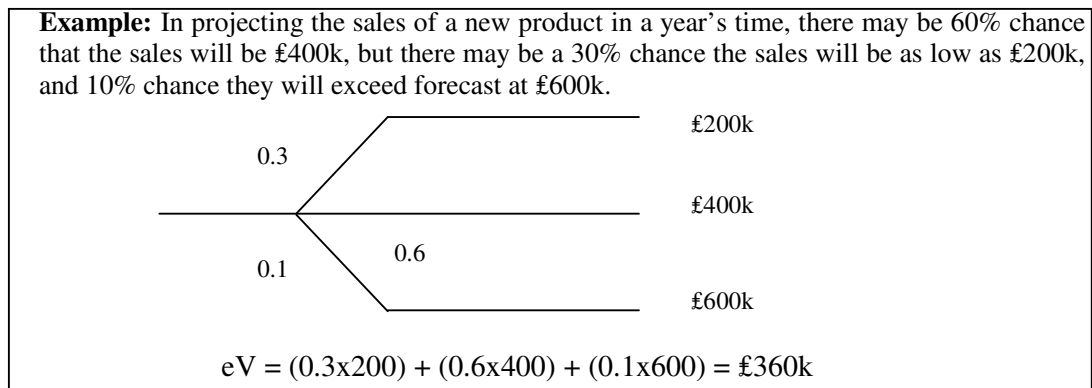 Example: In projecting the sales of a new product in a year's time, there may be 60% chance
that the sales will be £400k, but there may be a 30% chance the sales will be as low as £200k,
and 10% chance they will exceed forecast at £600k.
£200k
0.3
£400k
0.6
0.1
£600k
eV = (0.3x200) + (0.6x400) + (0.1x600) = £360k